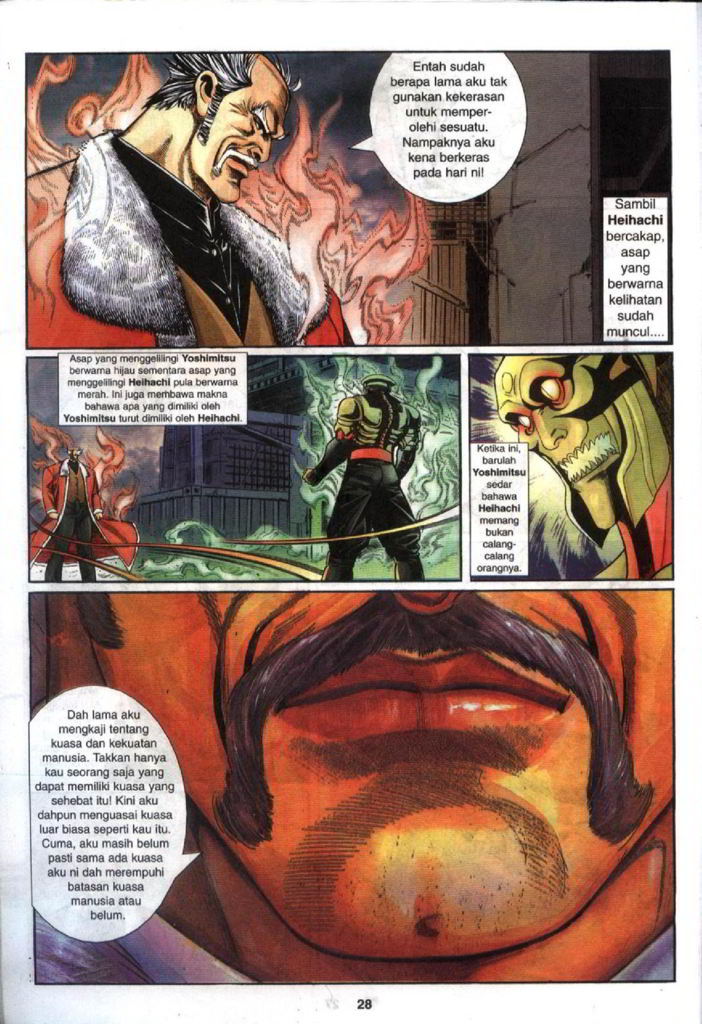 Entah sudah
berapa lama aku tak
gunakan kekerasan
untuk memper-
olehi sesuatu.
Nampaknya aku
kena berkeras
pada hari ni!
Sambil
Heihachi
bercakap,
asap
yang
berwarna
kelihatan
sudah
muncul....
Asap yang menggelilingi Yoshimitsu
berwarna hijau sementara asap yang
menggelilingi Heihachi pula berwarna
merah. Ini juga membawa makna
bahawa apa yang dimiliki oleh
Yoshimitsu turut dimiliki oleh Heihachi.
Ketika ini,
barulah
Yoshimitsu
sedar
bahawa
Heihachi
memang
bukan
calang-
calang
orangnya.
Dah lama aku
mengkaji tentang
kuasa dan kekuatan
manusia. Takkan hanya
kau seorang saja yang
dapat memiliki kuasa yang
sehebat itu! Kini aku
dahpun menguasai kuasa
luar biasa seperti kau itu.
Cuma, aku masih belum
pasti sama ada kuasa
aku ni dah merempuhi
batasan kuasa
manusia atau
belum.
28